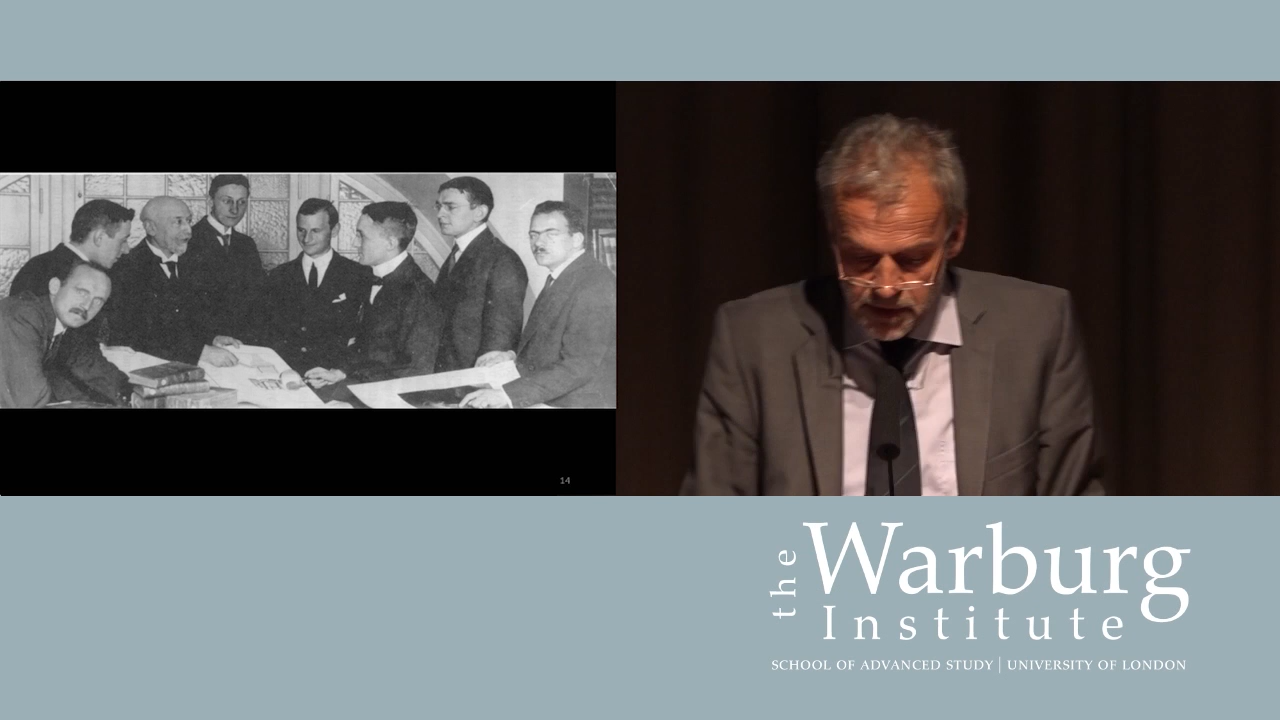 14
the
Warburg
Institute
SCHOOL OF ADVANCED STUDY | UNIVERSITY OF LONDON